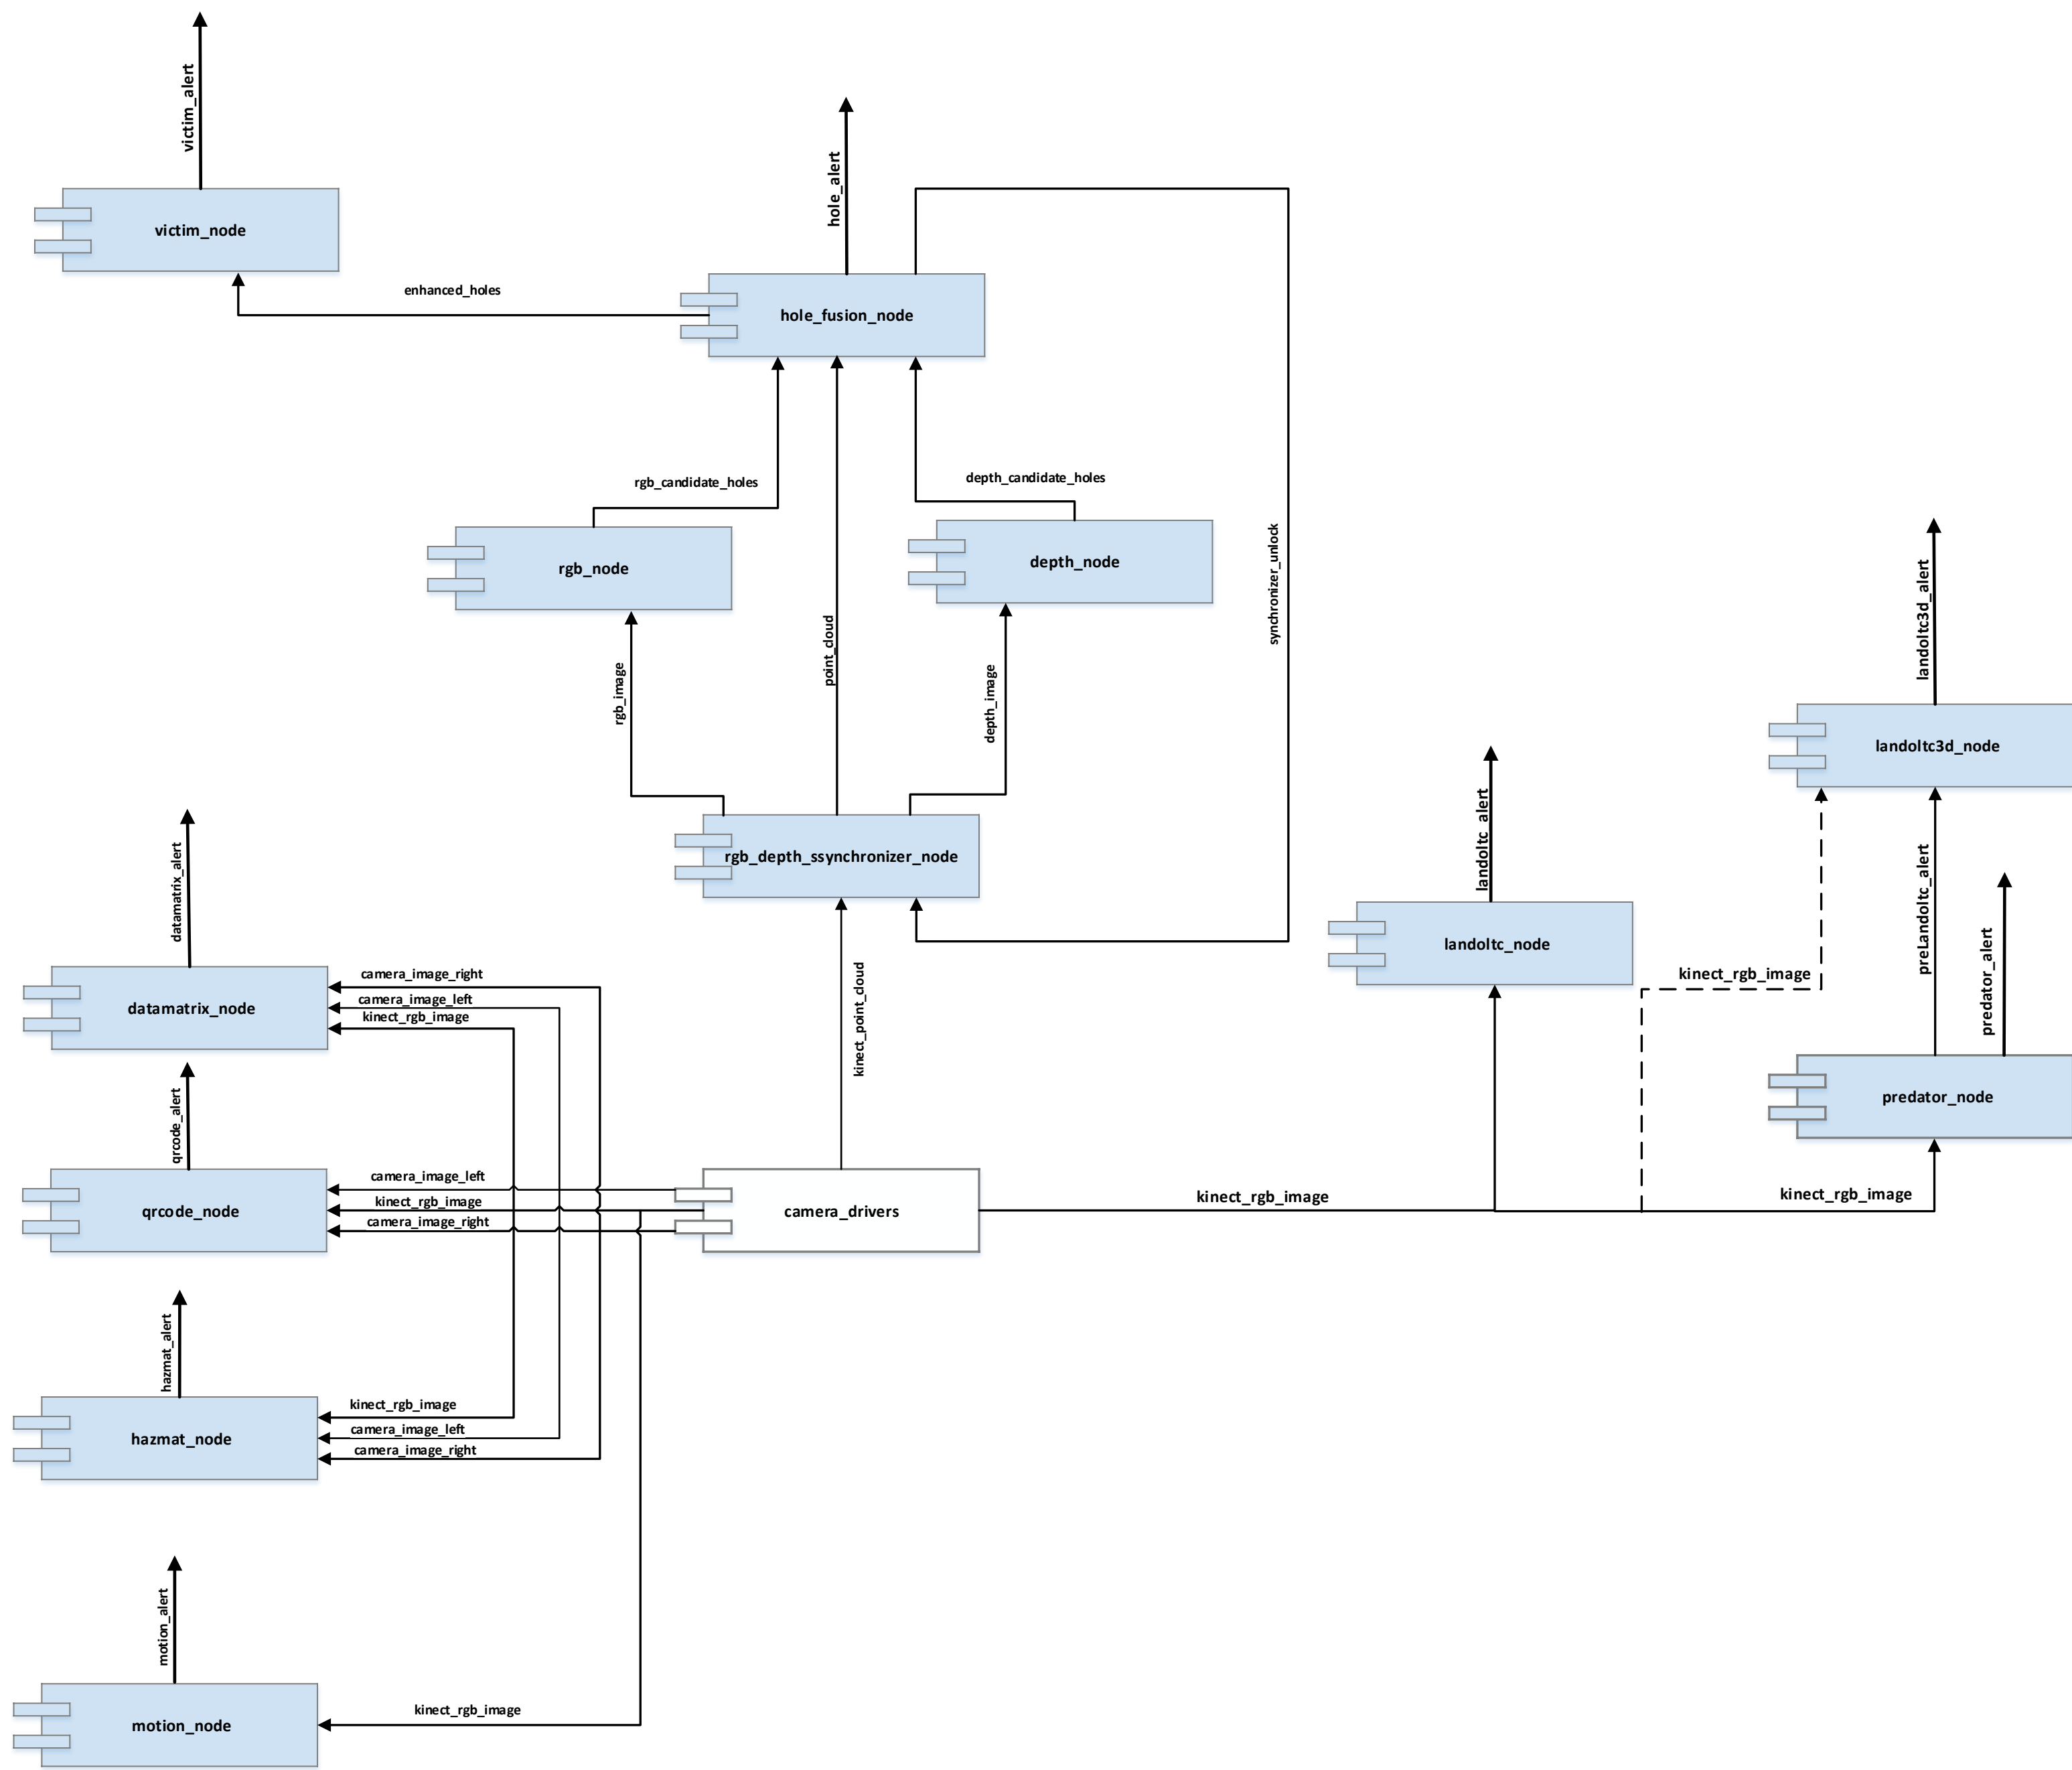 victim_alert
victim_node
enhanced_holes
hole_alert
hole_fusion_node
rgb_candidate_holes
depth_candidate_holes
rgb_node
depth_node
synchronizer_unlock
rgb_image
point_cloud
depth_image
rgb_depth_ssynchronizer_node
kinect_point_cloud
landoltc3d_alert
landoltc3d_node
landoltc_alert
landoltc_node
preLandoltc_alert
predator_alert
kinect_rgb_image
predator_node
datamatrix_alert
datamatrix_node
camera_image_right
camera_image_left
kinect_rgb_image
qrcode_alert
qrcode_node
camera_image_left
kinect_rgb_image
camera_image_right
camera_drivers
kinect_rgb_image
kinect_rgb_image
hazmat_alert
hazmat_node
kinect_rgb_image
camera_image_left
camera_image_right
motion_alert
motion_node
kinect_rgb_image